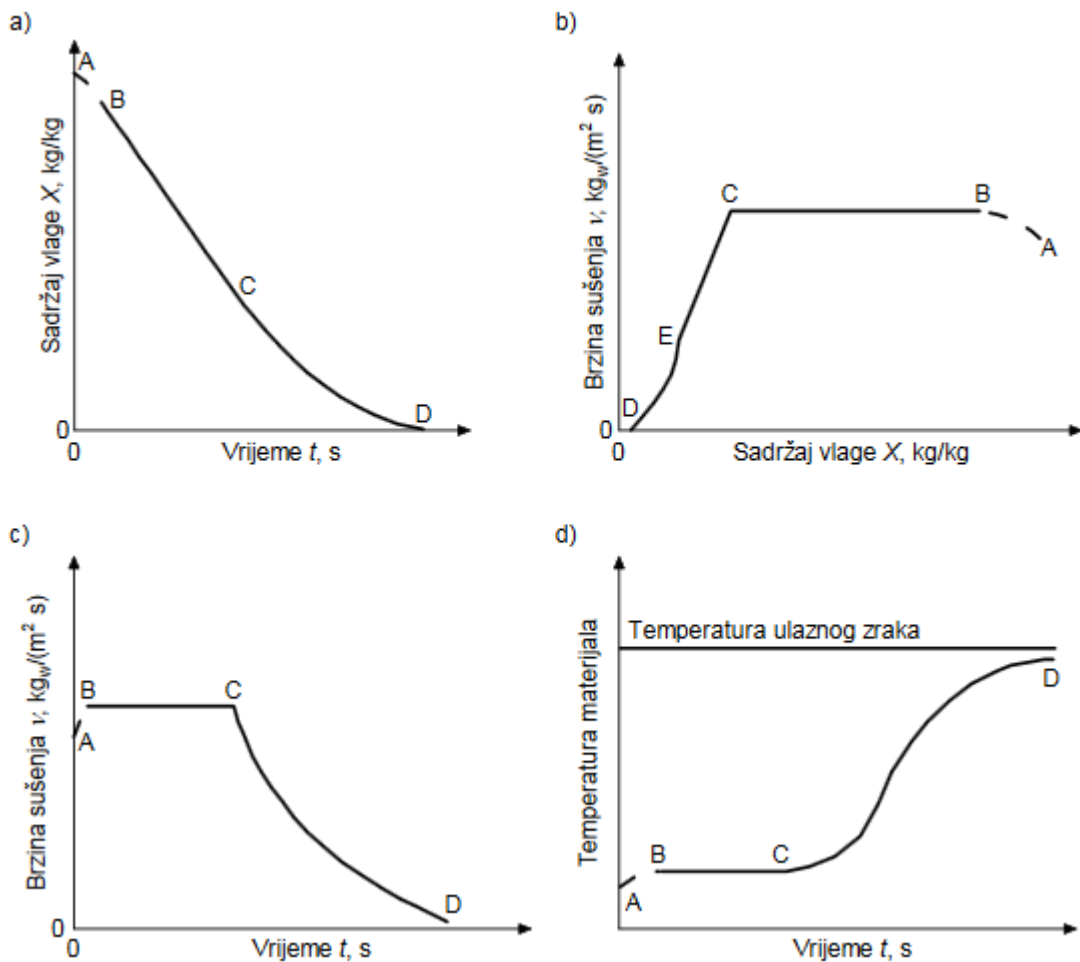 a)
A
B
C
D
Sadržaj vlage X, kg/kg
0
0
Vrijeme t, s
b)
C
B
A
E
D
Brzina sušenja ν, kgw/(m² s)
0
0
Sadržaj vlage X, kg/kg
c)
B
C
A
D
Brzina sušenja ν, kgw/(m² s)
0
0
Vrijeme t, s
d)
Temperatura ulaznog zraka
D
B
C
A
Temperatura materijala
Vrijeme t, s